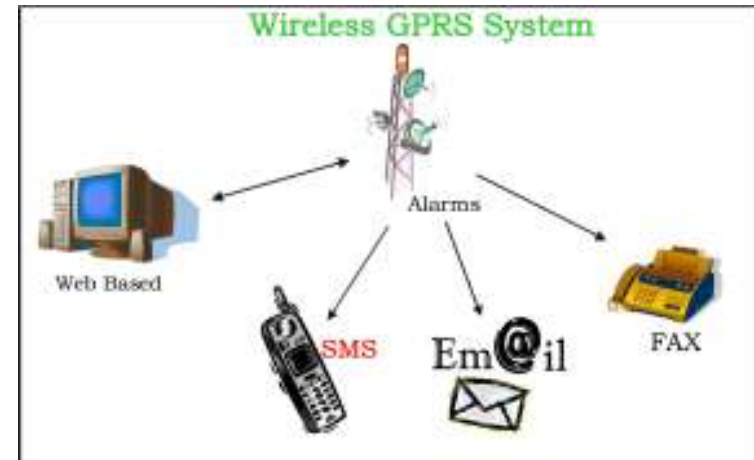 Wireless GPRS System
Alarms
Web Based
SMS
Em@il
FAX